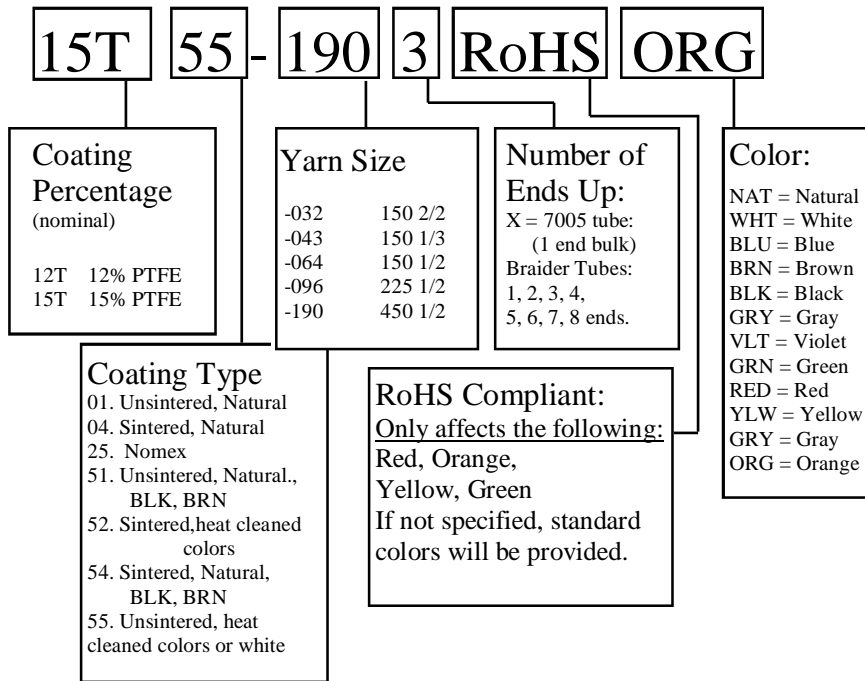 15T 55 - 190 3 RoHS ORG
Coating
Percentage
(nominal)
12T 12% PTFE
15T 15% PTFE
Yarn Size
-032 150 2/2
-043 150 1/3
-064 150 1/2
-096 225 1/2
-190 450 1/2
Number of
Ends Up:
X = 7005 tube:
(1 end bulk)
Braider Tubes:
1, 2, 3, 4,
5, 6, 7, 8 ends.
Color:
NAT = Natural
WHT = White
BLU = Blue
BRN = Brown
BLK = Black
GRY = Gray
VLT = Violet
GRN = Green
RED = Red
YLW = Yellow
GRY = Gray
ORG = Orange
Coating Type
01. Unsintered, Natural
04. Sintered, Natural
25. Nomex
51. Unsintered, Natural.,
BLK, BRN
52. Sintered,heat cleaned
colors
54. Sintered, Natural,
BLK, BRN
55. Unsintered, heat
cleaned colors or white
RoHS Compliant:
Only affects the following:
Red, Orange,
Yellow, Green
If not specified, standard
colors will be provided.